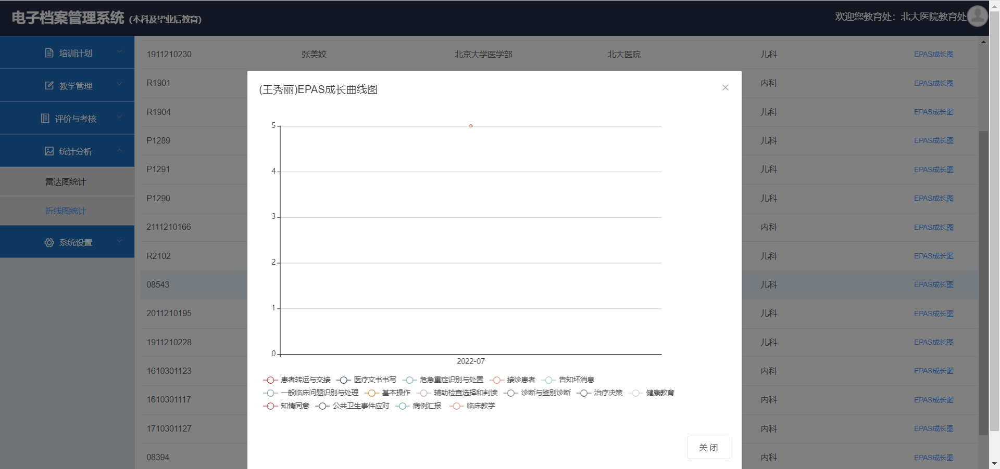 电子档案管理系统 (本科及毕业后教育)
欢迎您教育处：北大医院教育处
培训计划
教学管理
评价与考核
统计分析
雷达图统计
折线图统计
系统设置
1911210230 张美姣 北京大学医学部 北大医院 儿科 EPAS成长图
R1901 内科 EPAS成长图
R1904 儿科 EPAS成长图
P1289 儿科 EPAS成长图
P1291 儿科 EPAS成长图
P1290 儿科 EPAS成长图
2111210166 内科 EPAS成长图
R2102 儿科 EPAS成长图
08543 儿科 EPAS成长图
2011210195 儿科 EPAS成长图
1911210228 儿科 EPAS成长图
1610301123 内科 EPAS成长图
1610301117 内科 EPAS成长图
1710301127 内科 EPAS成长图
08394 内科 EPAS成长图
(王秀丽)EPAS成长曲线图
5
4
3
2
1
0
2022-07
患者转运与交接 医疗文书书写 危急重症识别与处置 接诊患者 告知坏消息
一般临床问题识别与处理 基本操作 辅助检查选择和判读 诊断与鉴别诊断 治疗决策 健康教育
知情同意 公共卫生事件应对 病例汇报 临床教学
关闭